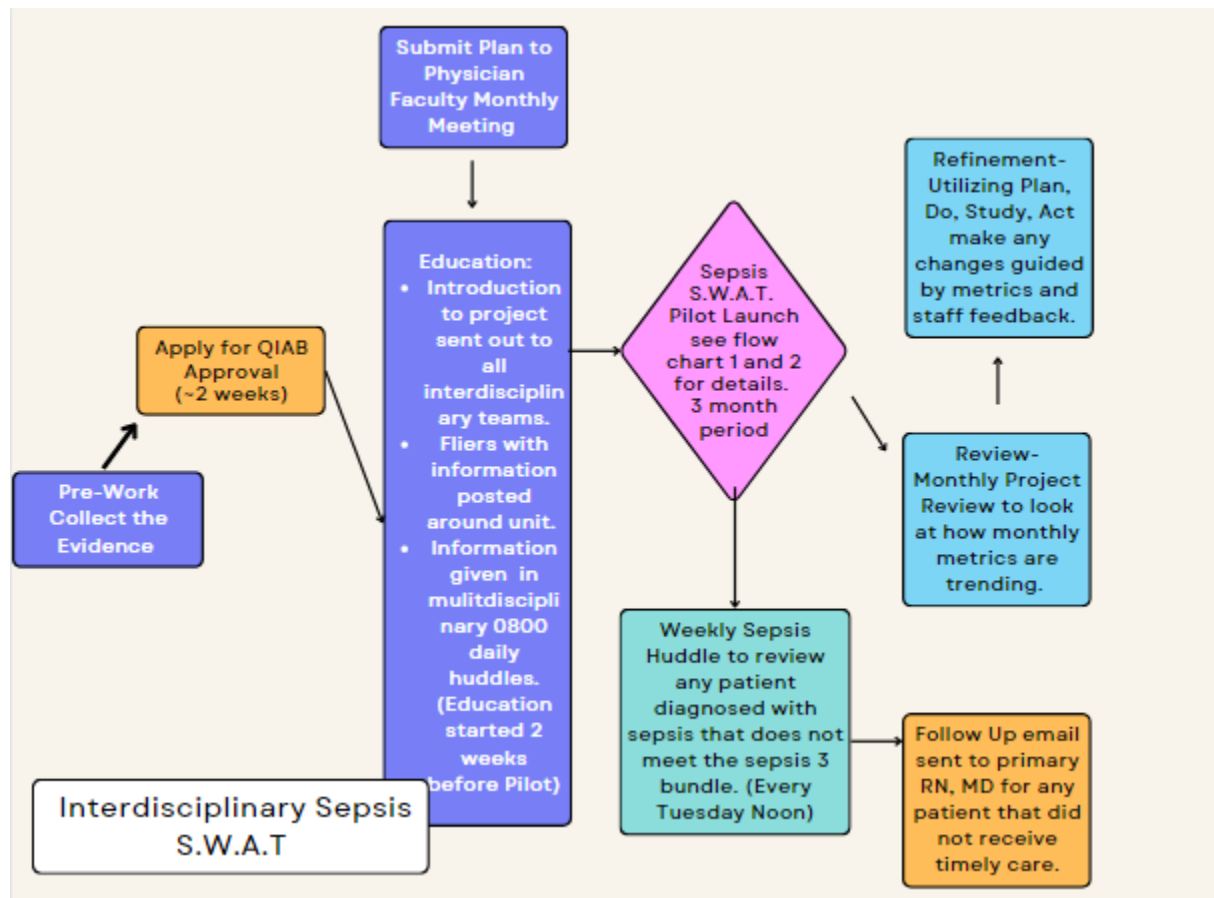 Submit Plan to
Physician
Faculty Monthly
Meeting
Education:
• Introduction
to project
sent out to
all
interdisciplin
ary teams.
• Fliers with
information
posted
around unit.
• Information
given in
mulitdiscipli
nary 0800
daily
huddles.
(Education
started 2
weeks
before Pilot)
Apply for QIAB
Approval
(~2 weeks)
Pre-Work
Collect the
Evidence
Interdisciplinary Sepsis
S.W.A.T
Sepsis
S.W.A.T.
Pilot Launch
see flow
chart 1 and 2
for details.
3 month
period
Weekly Sepsis
Huddle to review
any patient
diagnosed with
sepsis that does not
meet the sepsis 3
bundle. (Every
Tuesday Noon)
Refinement-
Utilizing Plan,
Do, Study, Act
make any
changes guided
by metrics and
staff feedback.
Review-
Monthly Project
Review to look
at how monthly
metrics are
trending.
Follow Up email
sent to primary
RN, MD for any
patient that did
not receive
timely care.